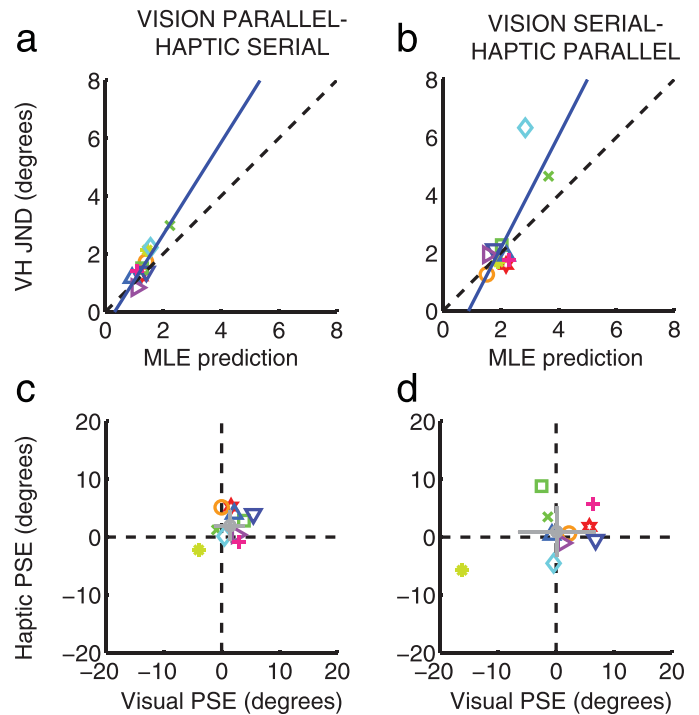 a
VISION PARALLEL-
HAPTIC SERIAL
b
VISION SERIAL-
HAPTIC PARALLEL
VH JND (degrees)
8
6
4
2
0
0 2 4 6 8
MLE prediction
8
6
4
2
0
0 2 4 6 8
MLE prediction
c
Haptic PSE (degrees)
20
10
0
−10
−20
−20 −10 0 10 20
Visual PSE (degrees)
d
20
10
0
−10
−20
−20 −10 0 10 20
Visual PSE (degrees)